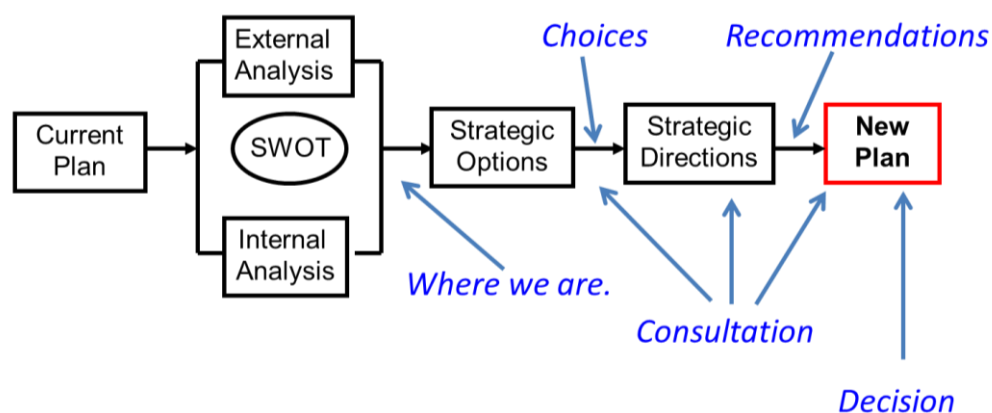 Choices
Recommendations
External
Analysis
Current
Plan
SWOT
Strategic
Options
Strategic
Directions
New
Plan
Internal
Analysis
Where we are.
Consultation
Decision